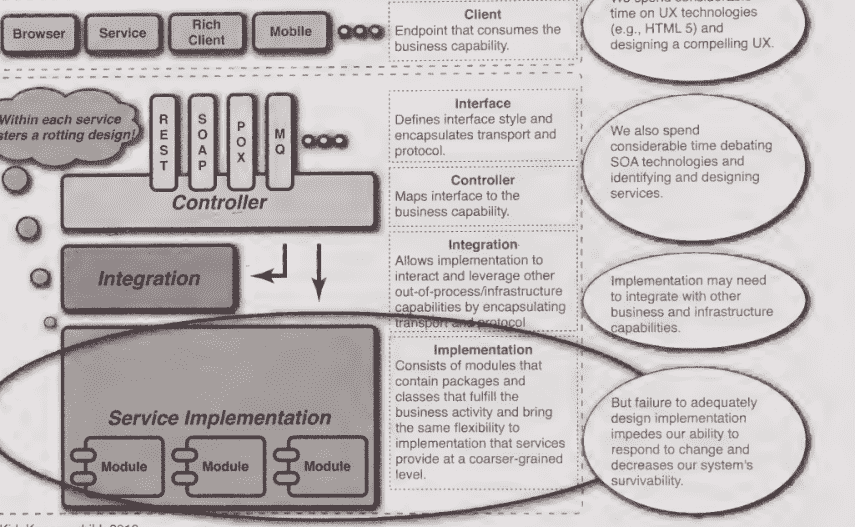 Browser
Service
Rich
Client
Mobile
Client
Endpoint that consumes the
business capability.
time on UX technologies
(e.g., HTML 5) and
designing a compelling UX.
Within each service
a rotting design!
REST
SOAP
POX
MQ
Controller
Interface
Defines interface style and
encapsulates transport and
protocol.
Controller
Maps interface to the
business capability.
We also spend
considerable time debating
SOA technologies and
identifying and designing
services.
Integration
Integration
Allows implementation to
interact and leverage other
out-of-process/infrastructure
capabilities by encapsulating
transport and protocol
Implementation may need
to integrate with other
business and infrastructure
capabilities.
Service Implementation
Module
Module
Module
Implementation
Consists of modules that
contain packages and
classes that fulfill the
business activity and bring
the same flexibility to
implementation that services
provide at a coarser-grained
level.
But failure to adequately
design implementation
impedes our ability to
respond to change and
decreases our system's
survivability.